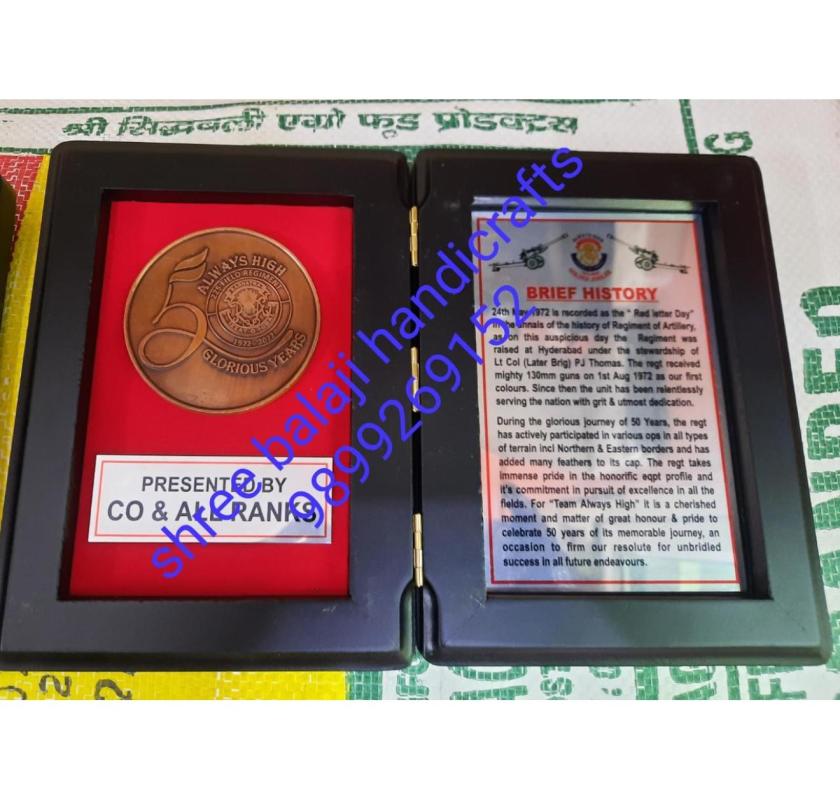 श्री सिद्धबली एग्रो फूड प्रोडक्ट्स
ALWAYS HIGH
225 FIELD REGIMENT
1972-2022
GLORIOUS YEARS
PRESENTED BY
CO & ALL RANKS
BRIEF HISTORY
24th May 1972 is recorded as the " Red letter Day"
in the annals of the history of Regiment of Artillery,
as on this auspicious day the Regiment was
raised at Hyderabad under the stewardship of
Lt Col (Later Brig) PJ Thomas. The regt received
mighty 130mm guns on 1st Aug 1972 as our first
colours. Since then the unit has been relentlessly
serving the nation with grit & utmost dedication.
During the glorious journey of 50 Years, the regt
has actively participated in various ops in all types
of terrain incl Northern & Eastern borders and has
added many feathers to its cap. The regt takes
immense pride in the honorific eqpt profile and
it's commitment in pursuit of excellence in all the
fields. For "Team Always High" it is a cherished
moment and matter of great honour & pride to
celebrate 50 years of its memorable journey, an
occasion to firm our resolute for unbridled
success in all future endeavours.
shree balaji handicrafts
9899269152